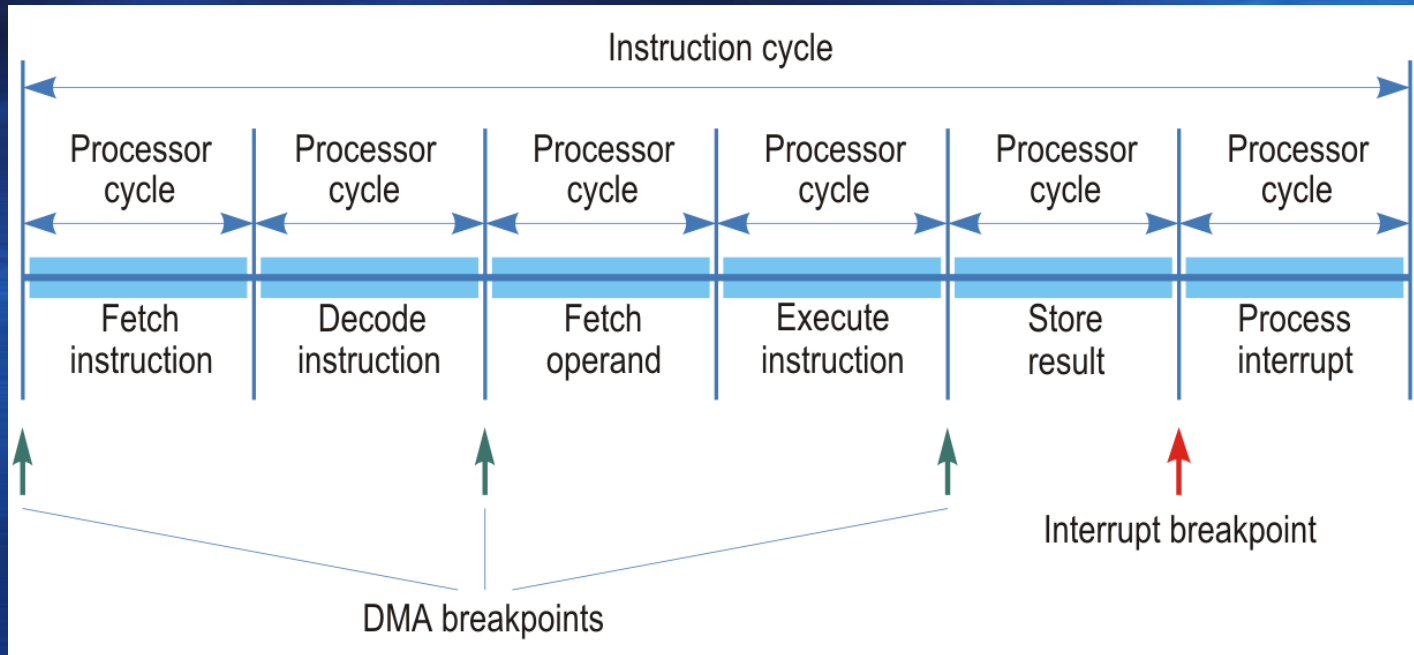 Instruction cycle
Processor cycle
Processor cycle
Processor cycle
Processor cycle
Processor cycle
Processor cycle
Fetch instruction
Decode instruction
Fetch operand
Execute instruction
Store result
Process interrupt
Interrupt breakpoint
DMA breakpoints